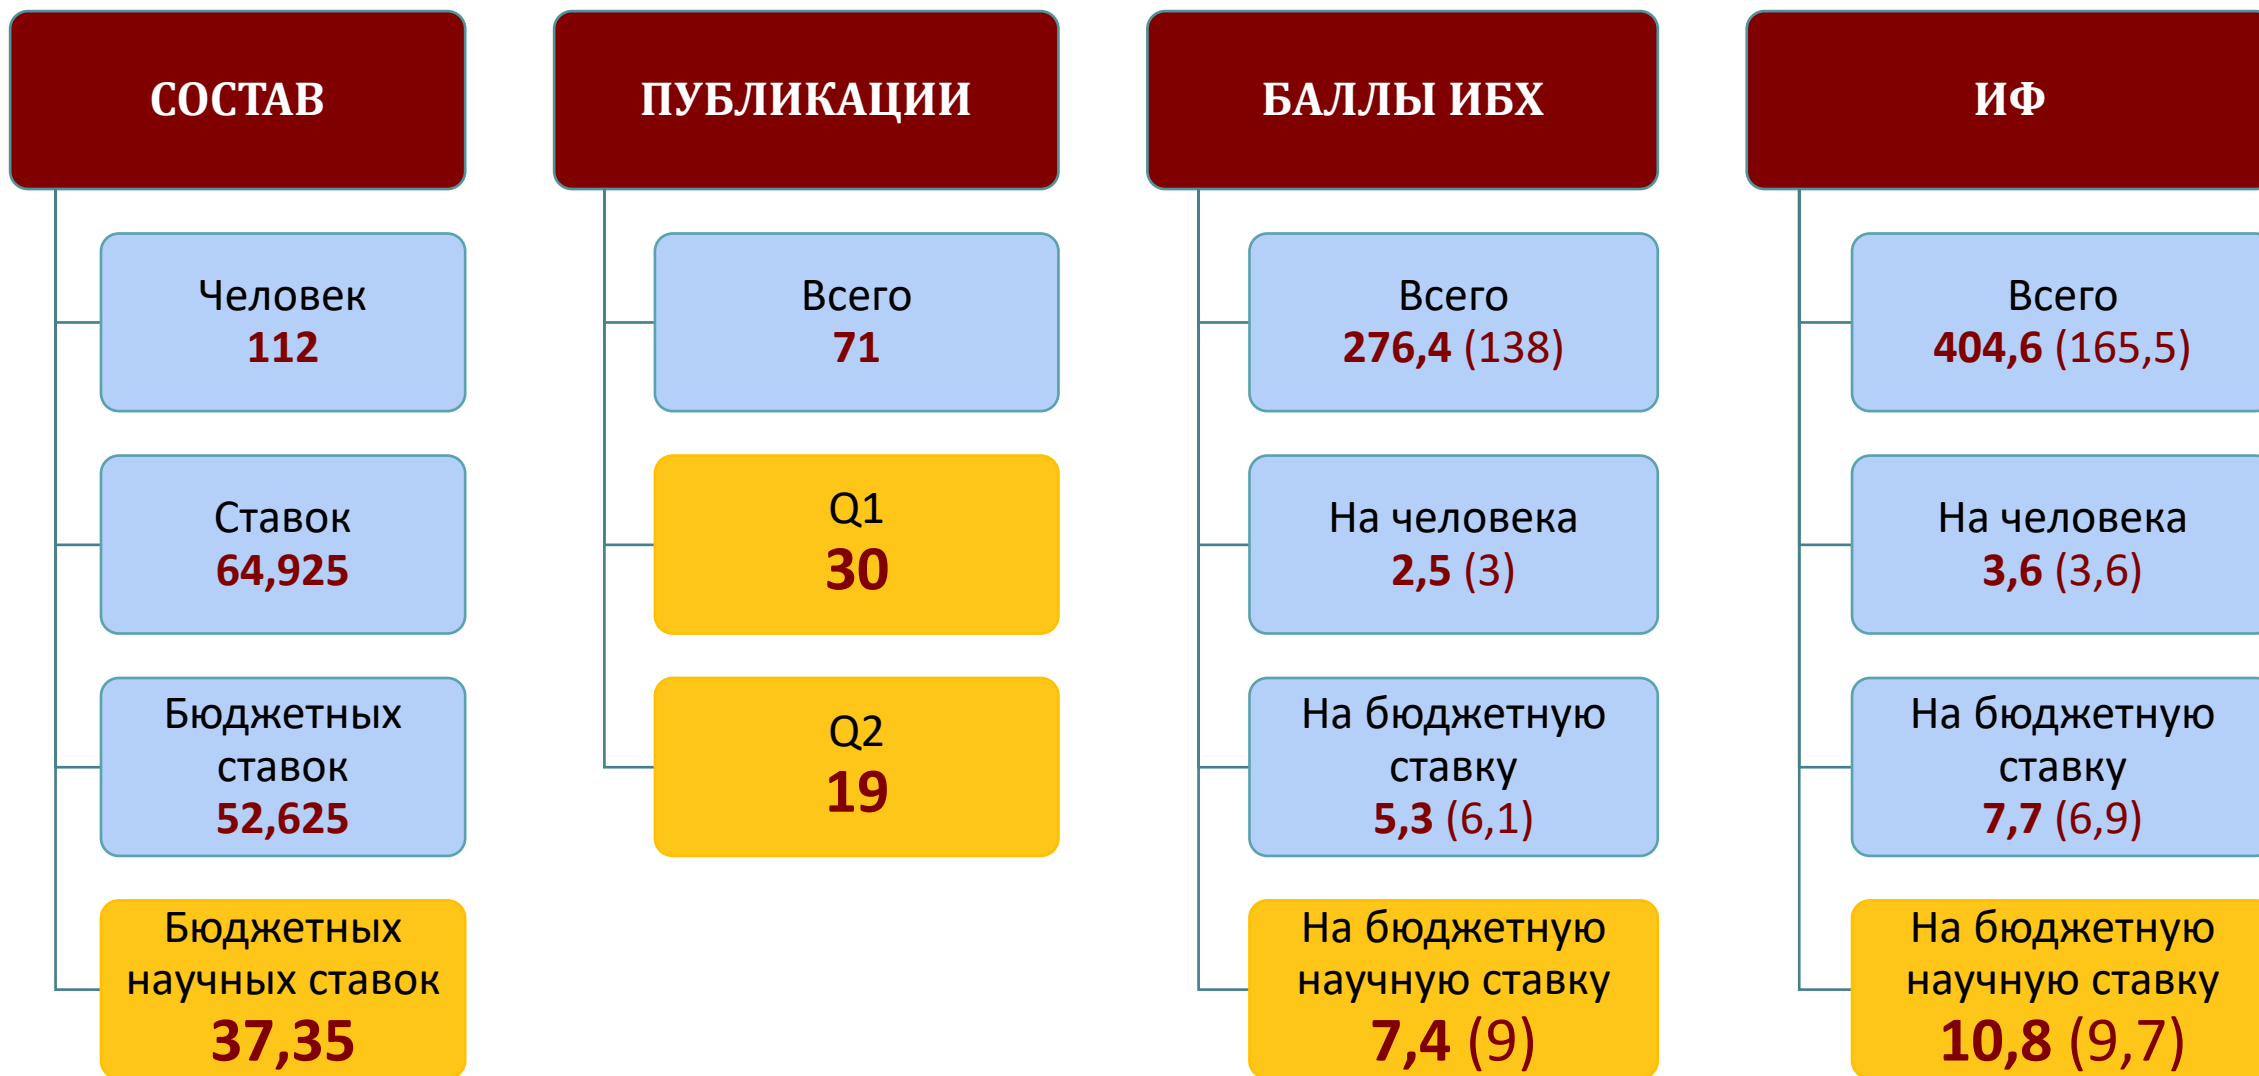 СОСТАВ
Человек
112
Ставок
64,925
Бюджетных
ставок
52,625
Бюджетных
научных ставок
37,35
ПУБЛИКАЦИИ
Всего
71
Q1
30
Q2
19
БАЛЛЫ ИБХ
Всего
276,4 (138)
На человека
2,5 (3)
На бюджетную
ставку
5,3 (6,1)
На бюджетную
научную ставку
7,4 (9)
ИФ
Всего
404,6 (165,5)
На человека
3,6 (3,6)
На бюджетную
ставку
7,7 (6,9)
На бюджетную
научную ставку
10,8 (9,7)